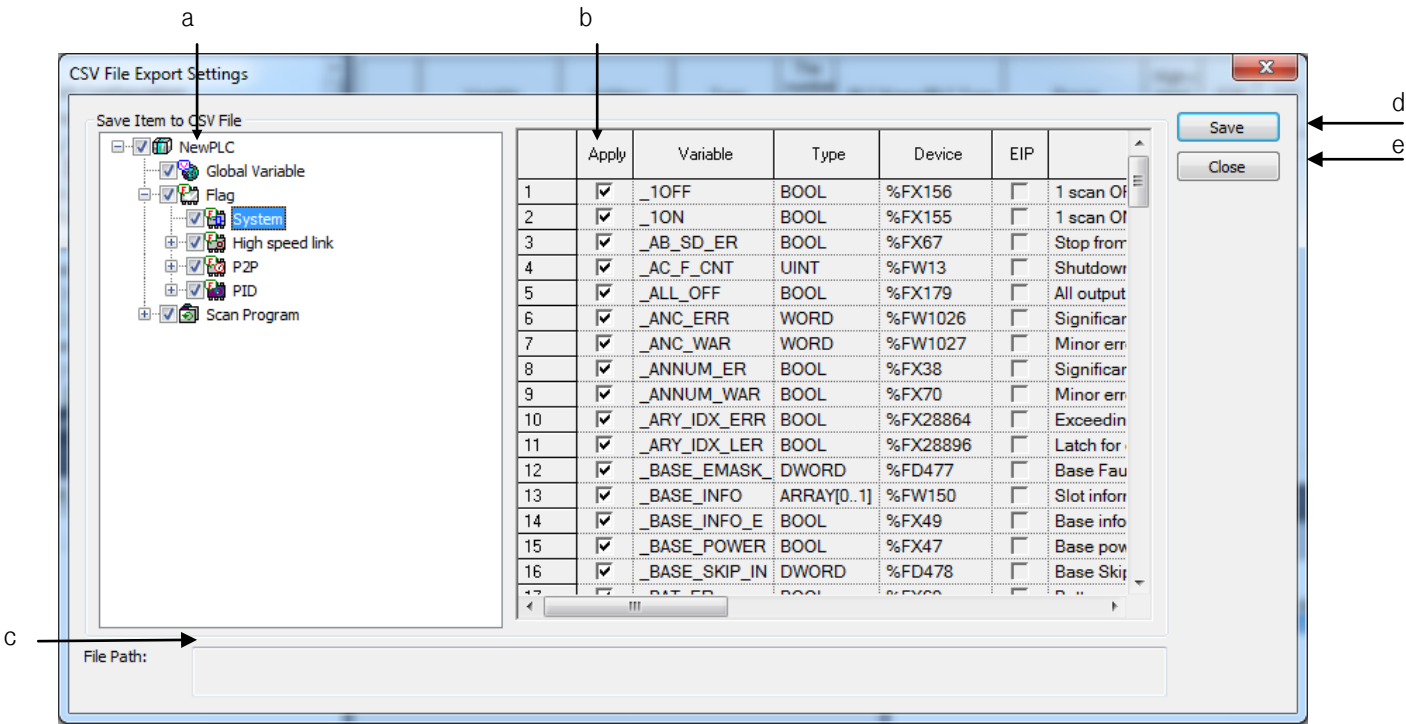 a b
CSV File Export Settings
Save Item to CSV File
NewPLC
Global Variable
Flag
System
High speed link
P2P
PID
Scan Program
Apply Variable Type Device EIP
1 _1OFF BOOL %FX156 1 scan OF
2 _1ON BOOL %FX155 1 scan ON
3 _AB_SD_ER BOOL %FX67 Stop from
4 _AC_F_CNT UINT %FW13 Shutdown
5 _ALL_OFF BOOL %FX179 All output
6 _ANC_ERR WORD %FW1026 Significar
7 _ANC_WAR WORD %FW1027 Minor err
8 _ANNUM_ER BOOL %FX38 Significar
9 _ANNUM_WAR BOOL %FX70 Minor err
10 _ARY_IDX_ERR BOOL %FX28864 Exceedin
11 _ARY_IDX_LER BOOL %FX28896 Latch for
12 _BASE_EMASK_ DWORD %FD477 Base Fau
13 _BASE_INFO ARRAY[0..1] %FW150 Slot inforr
14 _BASE_INFO_E BOOL %FX49 Base info
15 _BASE_POWER BOOL %FX47 Base pow
16 _BASE_SKIP_IN DWORD %FD478 Base Skip
Save
Close
d
e
c
File Path: